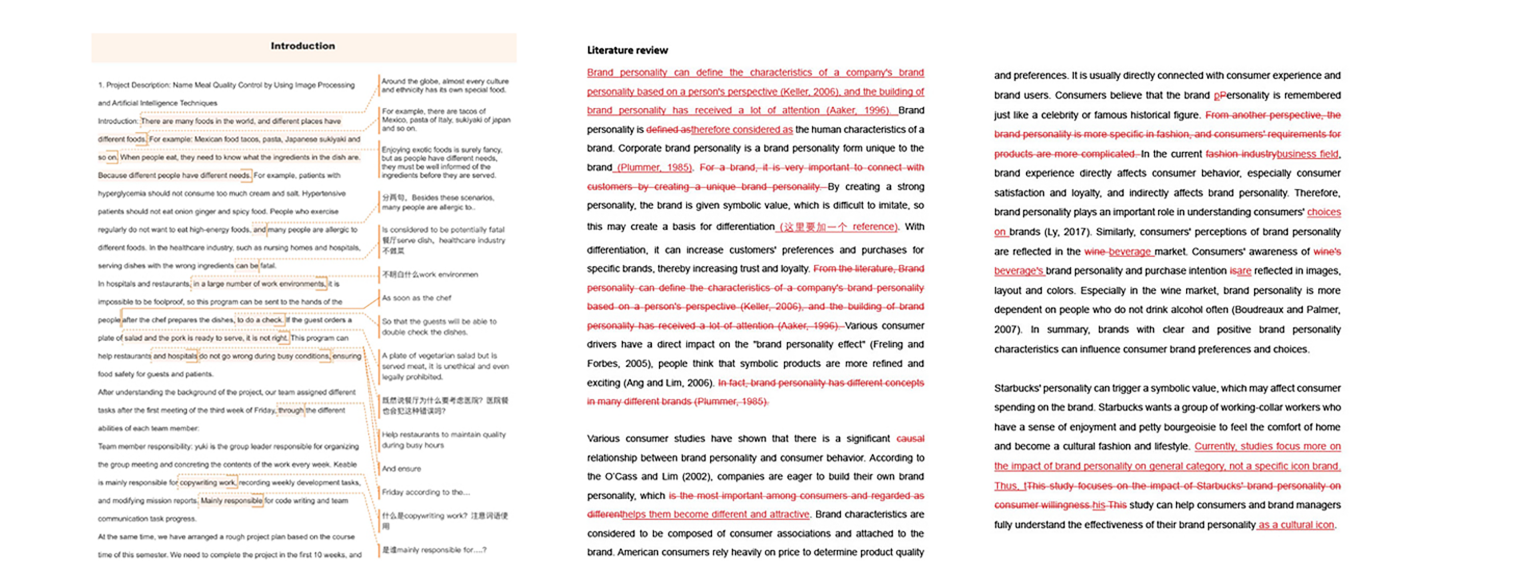 Introduction
1. Project Description: Name Meal Quality Control by Using Image Processing
and Artificial Intelligence Techniques
Introduction: There are many foods in the world, and different places have
different foods. For example: Mexican food tacos, pasta, Japanese sukiyaki and
so on. When people eat, they need to know what the ingredients in the dish are.
Because different people have different needs. For example, patients with
hyperglycemia should not consume too much cream and salt. Hypertensive
patients should not eat onion ginger and spicy food. People who exercise
regularly do not want to eat high-energy foods, and many people are allergic to
different foods. In the healthcare industry, such as nursing homes and hospitals,
serving dishes with the wrong ingredients can be fatal.
In hospitals and restaurants, in a large number of work environments, it is
impossible to be foolproof, so this program can be sent to the hands of the
people after the chef prepares the dishes, to do a check. If the guest orders a
plate of salad and the pork is ready to serve, it is not right. This program can
help restaurants and hospitals do not go wrong during busy conditions, ensuring
food safety for guests and patients.
After understanding the background of the project, our team assigned different
tasks after the first meeting of the third week of Friday, through the different
abilities of each team member:
Team member responsibility: yuki is the group leader responsible for organizing
the group meeting and concreting the contents of the work every week. Keable
is mainly responsible for copywriting work, recording weekly development tasks,
and modifying mission reports. Mainly responsible for code writing and team
communication task progress.
At the same time, we have arranged a rough project plan based on the course
time of this semester. We need to complete the project in the first 10 weeks, and
Around the globe, almost every culture
and ethnicity has its own special food.
For example, there are tacos of
Mexico, pasta of Italy, sukiyaki of japan
and so on.
Enjoying exotic foods is surely fancy,
but as people have different needs,
they must be well informed of the
ingredients before they are served.
分两句。Besides these scenarios,
many people are allergic to..
Is considered to be potentially fatal
餐厅serve dish，healthcare industry
不做菜
不明白什么work environmen
As soon as the chef
So that the guests will be able to
double check the dishes.
A plate of vegetarian salad but is
served meat, it is unethical and even
legally prohibited.
既然说餐厅为什么要考虑医院？医院餐
也会犯这种错误吗？
Help restaurants to maintain quality
during busy hours
And ensure
Friday according to the...
什么是copywriting work？注意词语使
用
是谁mainly responsible for....?
Literature review
Brand personality can define the characteristics of a company's brand
personality based on a person's perspective (Keller, 2006), and the building of
brand personality has received a lot of attention (Aaker, 1996). Brand
personality is defined astherefore considered as the human characteristics of a
brand. Corporate brand personality is a brand personality form unique to the
brand (Plummer, 1985). For a brand, it is very important to connect with
customers by creating a unique brand personality. By creating a strong
personality, the brand is given symbolic value, which is difficult to imitate, so
this may create a basis for differentiation (这里要加一个 reference). With
differentiation, it can increase customers' preferences and purchases for
specific brands, thereby increasing trust and loyalty. From the literature, Brand
personality can define the characteristics of a company's brand personality
based on a person's perspective (Keller, 2006), and the building of brand
personality has received a lot of attention (Aaker, 1996). Various consumer
drivers have a direct impact on the "brand personality effect" (Freling and
Forbes, 2005), people think that symbolic products are more refined and
exciting (Ang and Lim, 2006). In fact, brand personality has different concepts
in many different brands (Plummer, 1985).
Various consumer studies have shown that there is a significant causal
relationship between brand personality and consumer behavior. According to
the O'Cass and Lim (2002), companies are eager to build their own brand
personality, which is the most important among consumers and regarded as
differenthelps them become different and attractive. Brand characteristics are
considered to be composed of consumer associations and attached to the
brand. American consumers rely heavily on price to determine product quality
and preferences. It is usually directly connected with consumer experience and
brand users. Consumers believe that the brand pPersonality is remembered
just like a celebrity or famous historical figure. From another perspective, the
brand personality is more specific in fashion, and consumers' requirements for
products are more complicated. In the current fashion industrybusiness field,
brand experience directly affects consumer behavior, especially consumer
satisfaction and loyalty, and indirectly affects brand personality. Therefore,
brand personality plays an important role in understanding consumers' choices
on brands (Ly, 2017). Similarly, consumers' perceptions of brand personality
are reflected in the wine beverage market. Consumers' awareness of wine's
beverage's brand personality and purchase intention isare reflected in images,
layout and colors. Especially in the wine market, brand personality is more
dependent on people who do not drink alcohol often (Boudreaux and Palmer,
2007). In summary, brands with clear and positive brand personality
characteristics can influence consumer brand preferences and choices.
Starbucks' personality can trigger a symbolic value, which may affect consumer
spending on the brand. Starbucks wants a group of working-collar workers who
have a sense of enjoyment and petty bourgeoisie to feel the comfort of home
and become a cultural fashion and lifestyle. Currently, studies focus more on
the impact of brand personality on general category, not a specific icon brand.
Thus, tThis study focuses on the impact of Starbucks' brand personality on
consumer willingness.his This study can help consumers and brand managers
fully understand the effectiveness of their brand personality as a cultural icon.